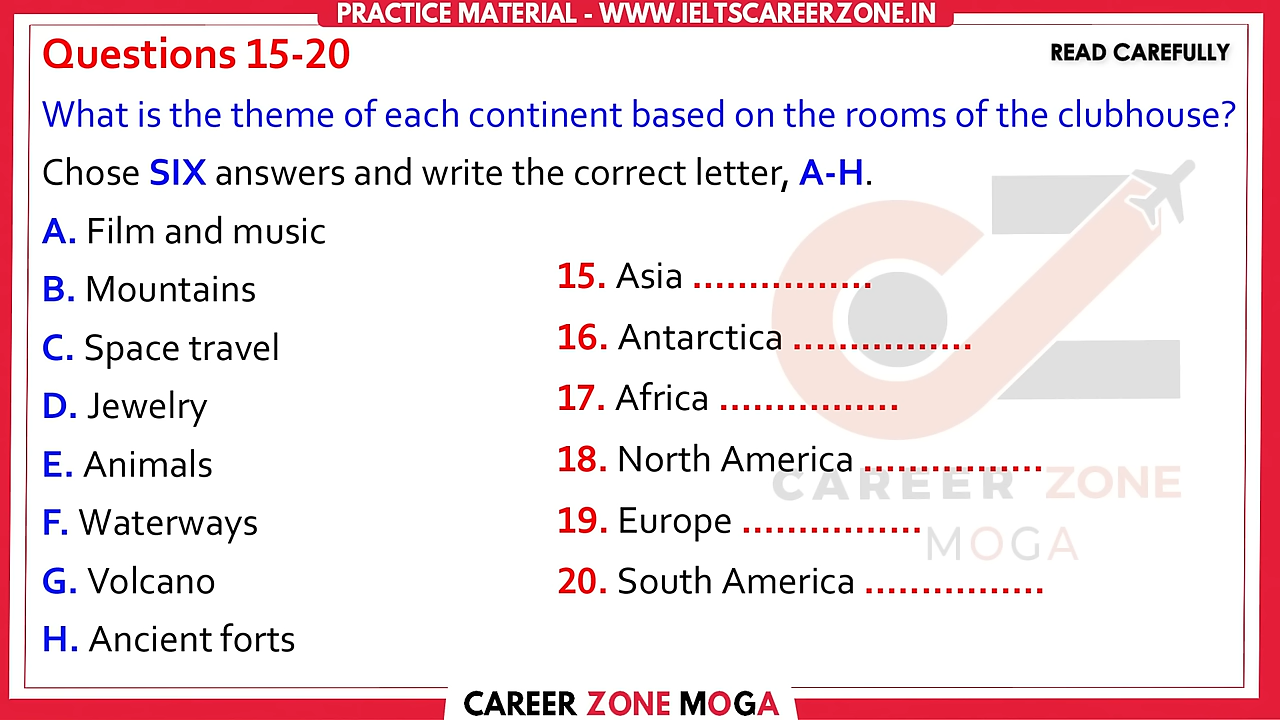 PRACTICE MATERIAL - WWW.IELTSCAREERZONE.IN
Questions 15-20
READ CAREFULLY
What is the theme of each continent based on the rooms of the clubhouse?
Chose SIX answers and write the correct letter, A-H.
A. Film and music
B. Mountains
C. Space travel
D. Jewelry
E. Animals
F. Waterways
G. Volcano
H. Ancient forts
15. Asia ................
16. Antarctica ................
17. Africa ................
18. North America ................
19. Europe ................
20. South America ................
CAREER ZONE
MOGA
CAREER ZONE MOGA